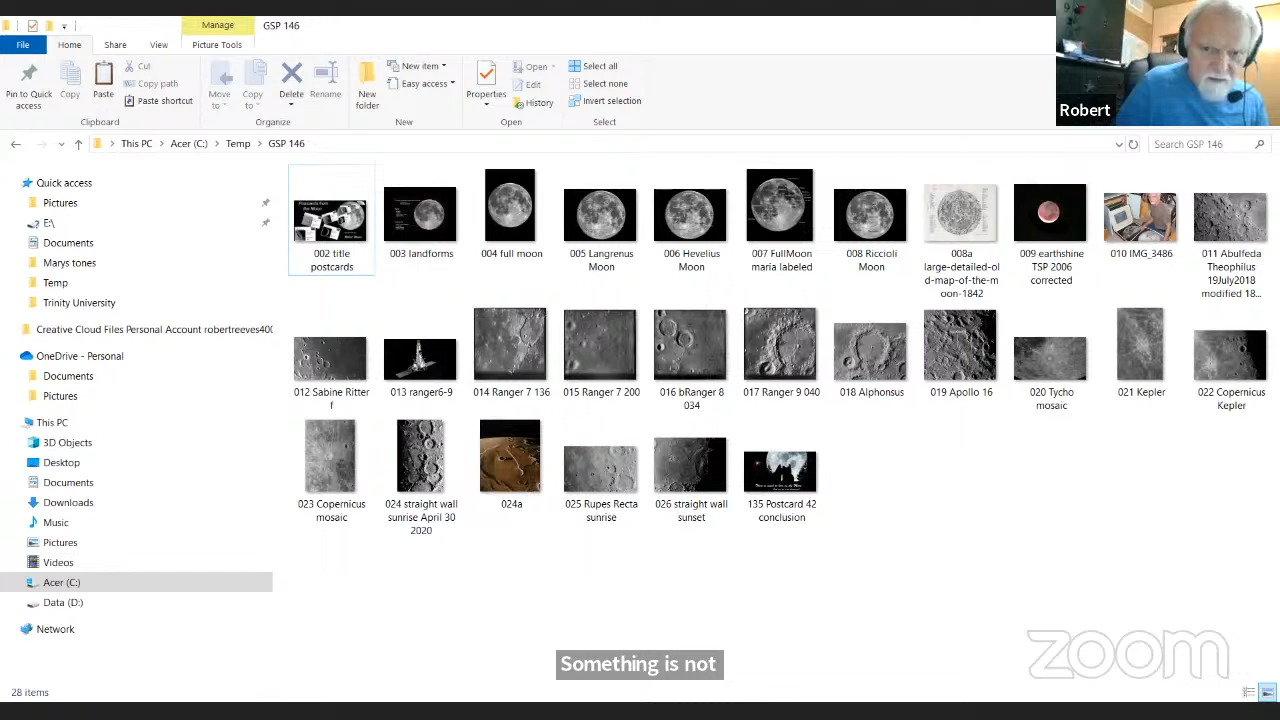 Manage
GSP 146
File
Home
Share
View
Picture Tools
Pin to Quick
access
Copy
Paste
Cut
Copy path
Paste shortcut
Clipboard
Move
to
Copy
to
Delete
Rename
Organize
New
folder
New item
Easy access
New
Properties
Open
Edit
History
Open
Select all
Select none
Invert selection
Select
Robert
This PC
Acer (C:)
Temp
GSP 146
Search GSP 146
Quick access
Pictures
E:\
Documents
Marys tones
Temp
Trinity University
Creative Cloud Files Personal Account robertreeves400
OneDrive - Personal
Documents
Pictures
This PC
3D Objects
Desktop
Documents
Downloads
Music
Pictures
Videos
Acer (C:)
Data (D:)
Network
Postcards from
the Moon
002 title
postcards
003 landforms
004 full moon
005 Langrenus
Moon
006 Hevelius
Moon
007 FullMoon
maria labeled
008 Riccioli
Moon
008a
large-detailed-ol
d-map-of-the-m
oon-1842
009 earthshine
TSP 2006
corrected
010 IMG_3486
011 Abulfeda
Theophilus
19July2018
modified 18...
012 Sabine Ritter
f
013 ranger6-9
014 Ranger 7 136
015 Ranger 7 200
016 bRanger 8
034
017 Ranger 9 040
018 Alphonsus
019 Apollo 16
020 Tycho
mosaic
021 Kepler
022 Copernicus
Kepler
023 Copernicus
mosaic
024 straight wall
sunrise April 30
2020
024a
025 Rupes Recta
sunrise
026 straight wall
sunset
135 Postcard 42
conclusion
Something is not
zoom
28 items